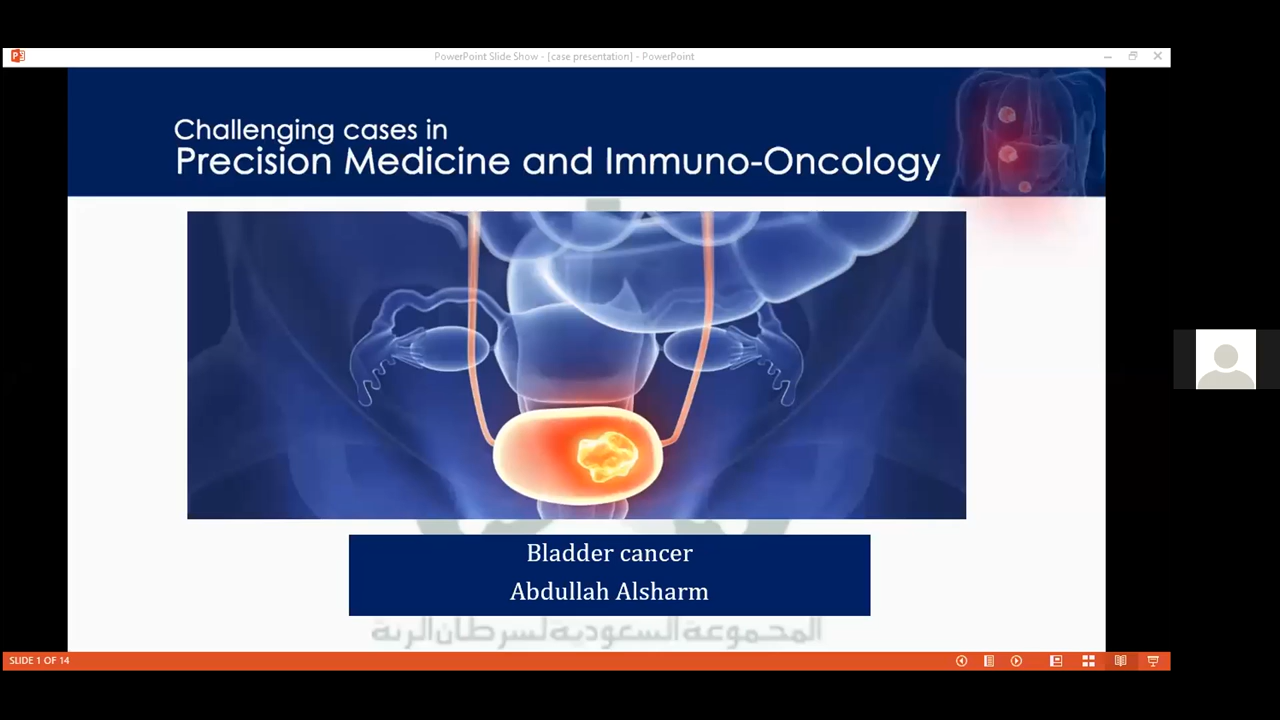 PowerPoint Slide Show - [case presentation] - PowerPoint
Challenging cases in
Precision Medicine and Immuno-Oncology
Bladder cancer
Abdullah Alsharm
المجموعة السعودية لسرطان الرئة
SLIDE 1 OF 14